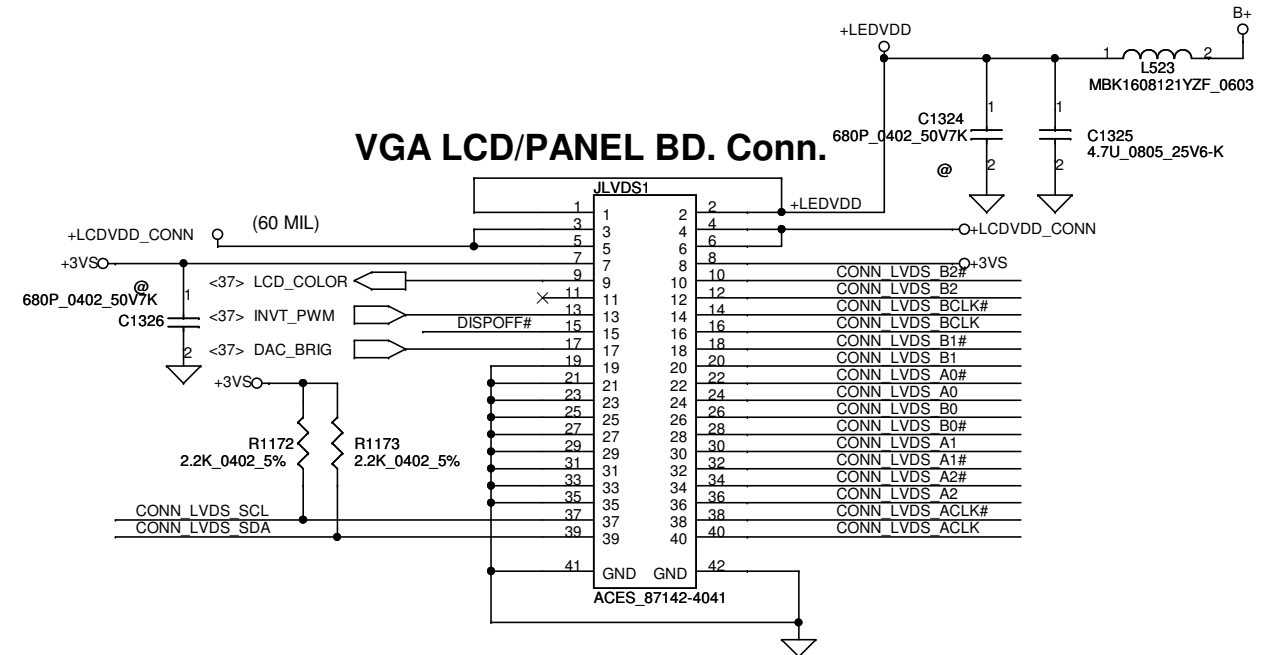 B+
+LEDVDD
1 2
L523
MBK1608121YZF_0603
1 1
C1324
680P_0402_50V7K
C1325
4.7U_0805_25V6-K
@
2 2
VGA LCD/PANEL BD. Conn.
JLVDS1
1 1 2 2 +LEDVDD
3 3 4 4 +LCDVDD_CONN
+LCDVDD_CONN (60 MIL) 5 5 6 6
+3VS 7 7 8 8 +3VS
<37> LCD_COLOR 9 9 10 10 CONN_LVDS_B2#
11 11 12 12 CONN_LVDS_B2
<37> INVT_PWM 13 13 14 14 CONN_LVDS_BCLK#
DISPOFF# 15 15 16 16 CONN_LVDS_BCLK
<37> DAC_BRIG 17 17 18 18 CONN_LVDS_B1#
19 19 20 20 CONN_LVDS_B1
21 21 22 22 CONN_LVDS_A0#
23 23 24 24 CONN_LVDS_A0
25 25 26 26 CONN_LVDS_B0
27 27 28 28 CONN_LVDS_B0#
29 29 30 30 CONN_LVDS_A1
31 31 32 32 CONN_LVDS_A1#
33 33 34 34 CONN_LVDS_A2#
35 35 36 36 CONN_LVDS_A2
CONN_LVDS_SCL 37 37 38 38 CONN_LVDS_ACLK#
CONN_LVDS_SDA 39 39 40 40 CONN_LVDS_ACLK
41 GND GND 42
ACES_87142-4041
@
680P_0402_50V7K
1
C1326
2
+3VS
R1172
2.2K_0402_5%
R1173
2.2K_0402_5%